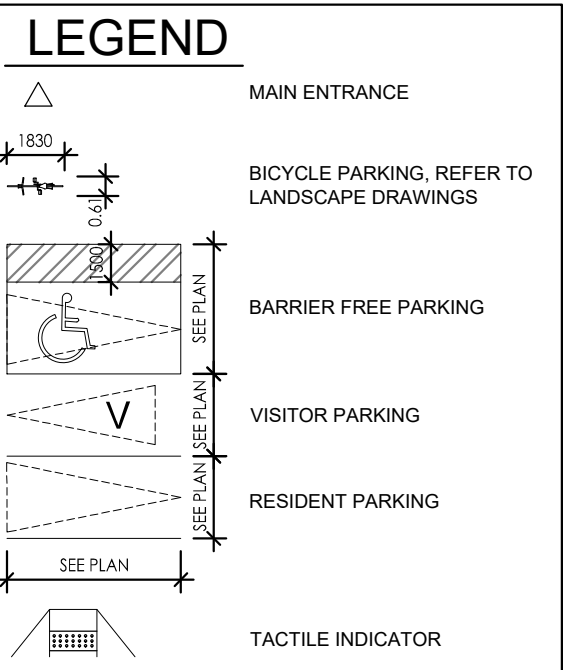 LEGEND
MAIN ENTRANCE
1830
0.61
BICYCLE PARKING, REFER TO
LANDSCAPE DRAWINGS
1500
SEE PLAN
BARRIER FREE PARKING
V
SEE PLAN
VISITOR PARKING
SEE PLAN
RESIDENT PARKING
SEE PLAN
TACTILE INDICATOR